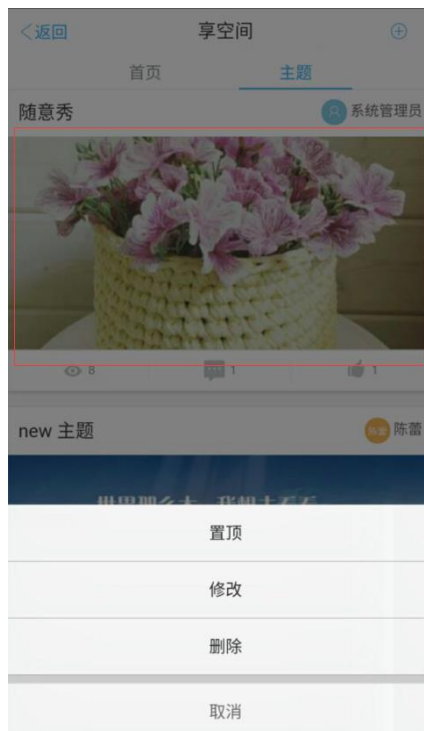 <返回 享空间
首页 主题
随意秀 系统管理员
8 1 1
new 主题 陈蕾
置顶
修改
删除
取消